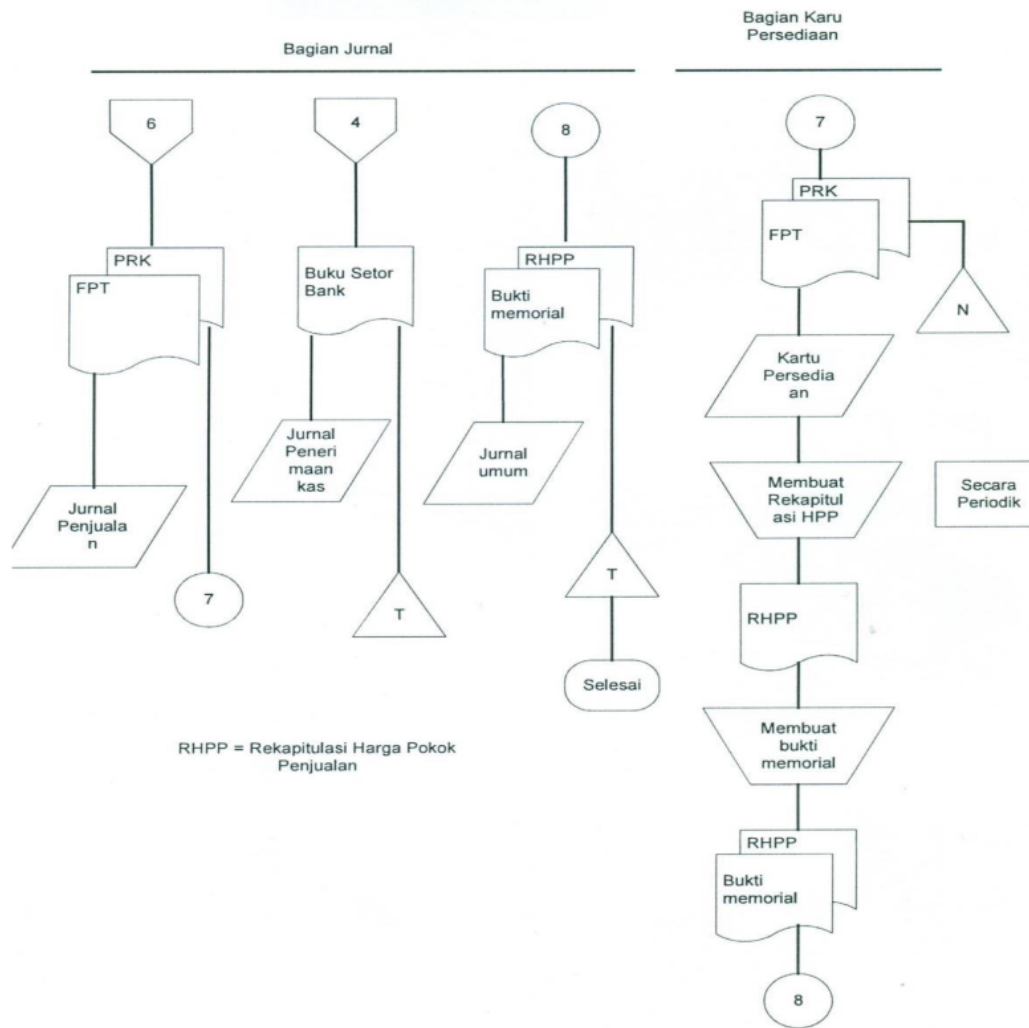 Bagian Jurnal
Bagian Karu
Persediaan
6
4
8
7
PRK
FPT
Buku Setor
Bank
RHPP
Bukti
memorial
PRK
FPT
N
Jurnal
Penjuala
n
Jurnal
Peneri
maan
kas
Jurnal
umum
Kartu
Persedia
an
Membuat
Rekapitul
asi HPP
Secara
Periodik
7
T
T
Selesai
RHPP
Membuat
bukti
memorial
RHPP
Bukti
memorial
8
RHPP = Rekapitulasi Harga Pokok
Penjualan